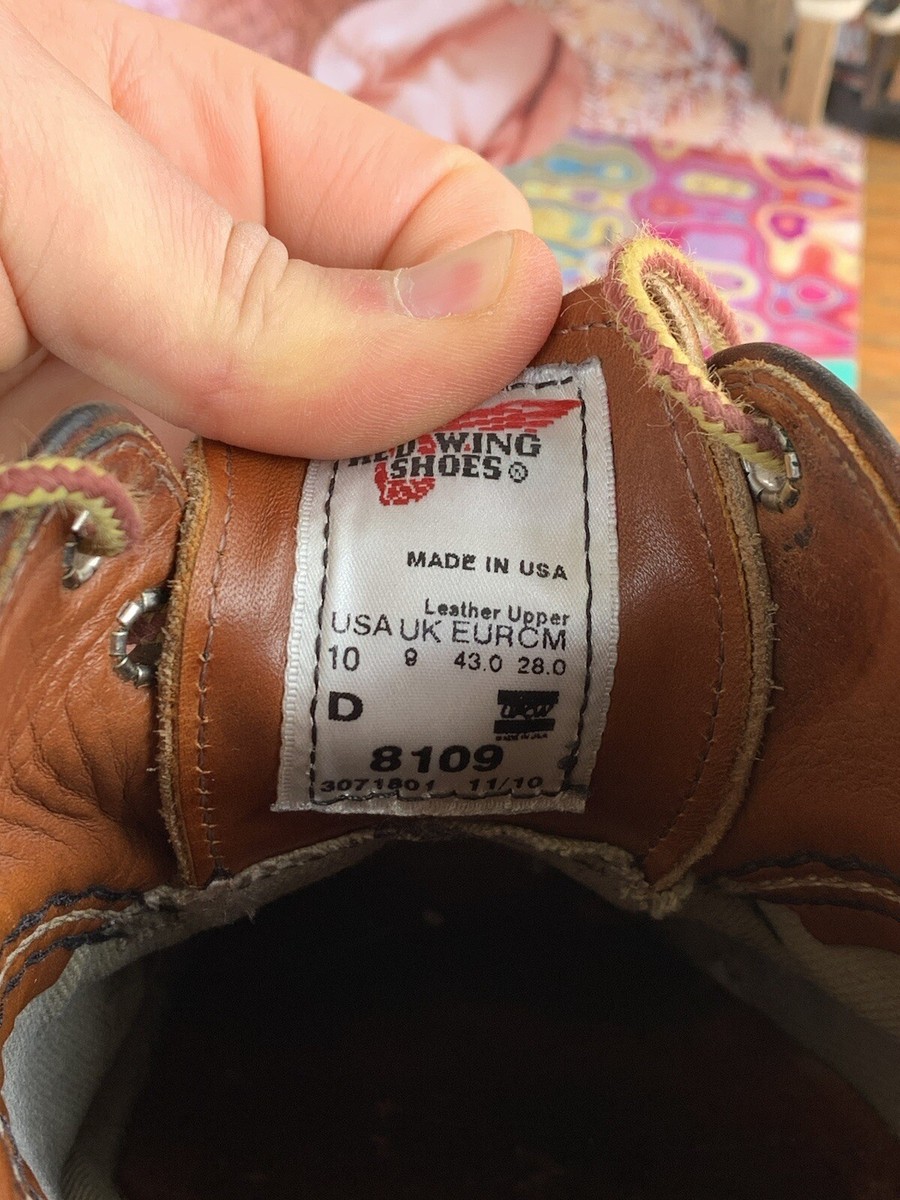 RED WING
SHOES®
MADE IN USA
Leather Upper
USA UK EUR CM
10 9 43.0 28.0
D
8109
3071801 11/10